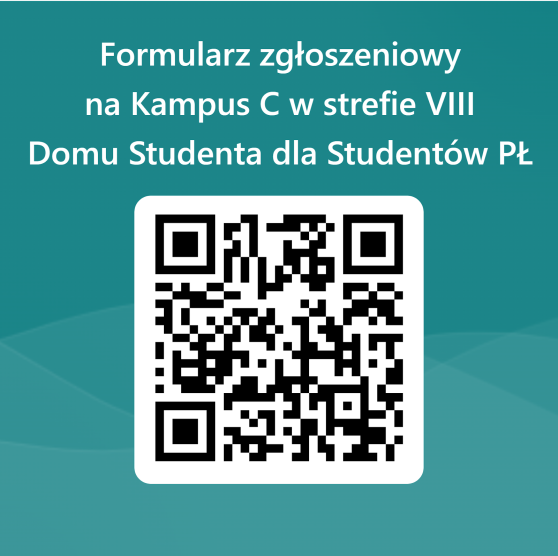 Formularz zgłoszeniowy
na Kampus C w strefie VIII
Domu Studenta dla Studentów PŁ